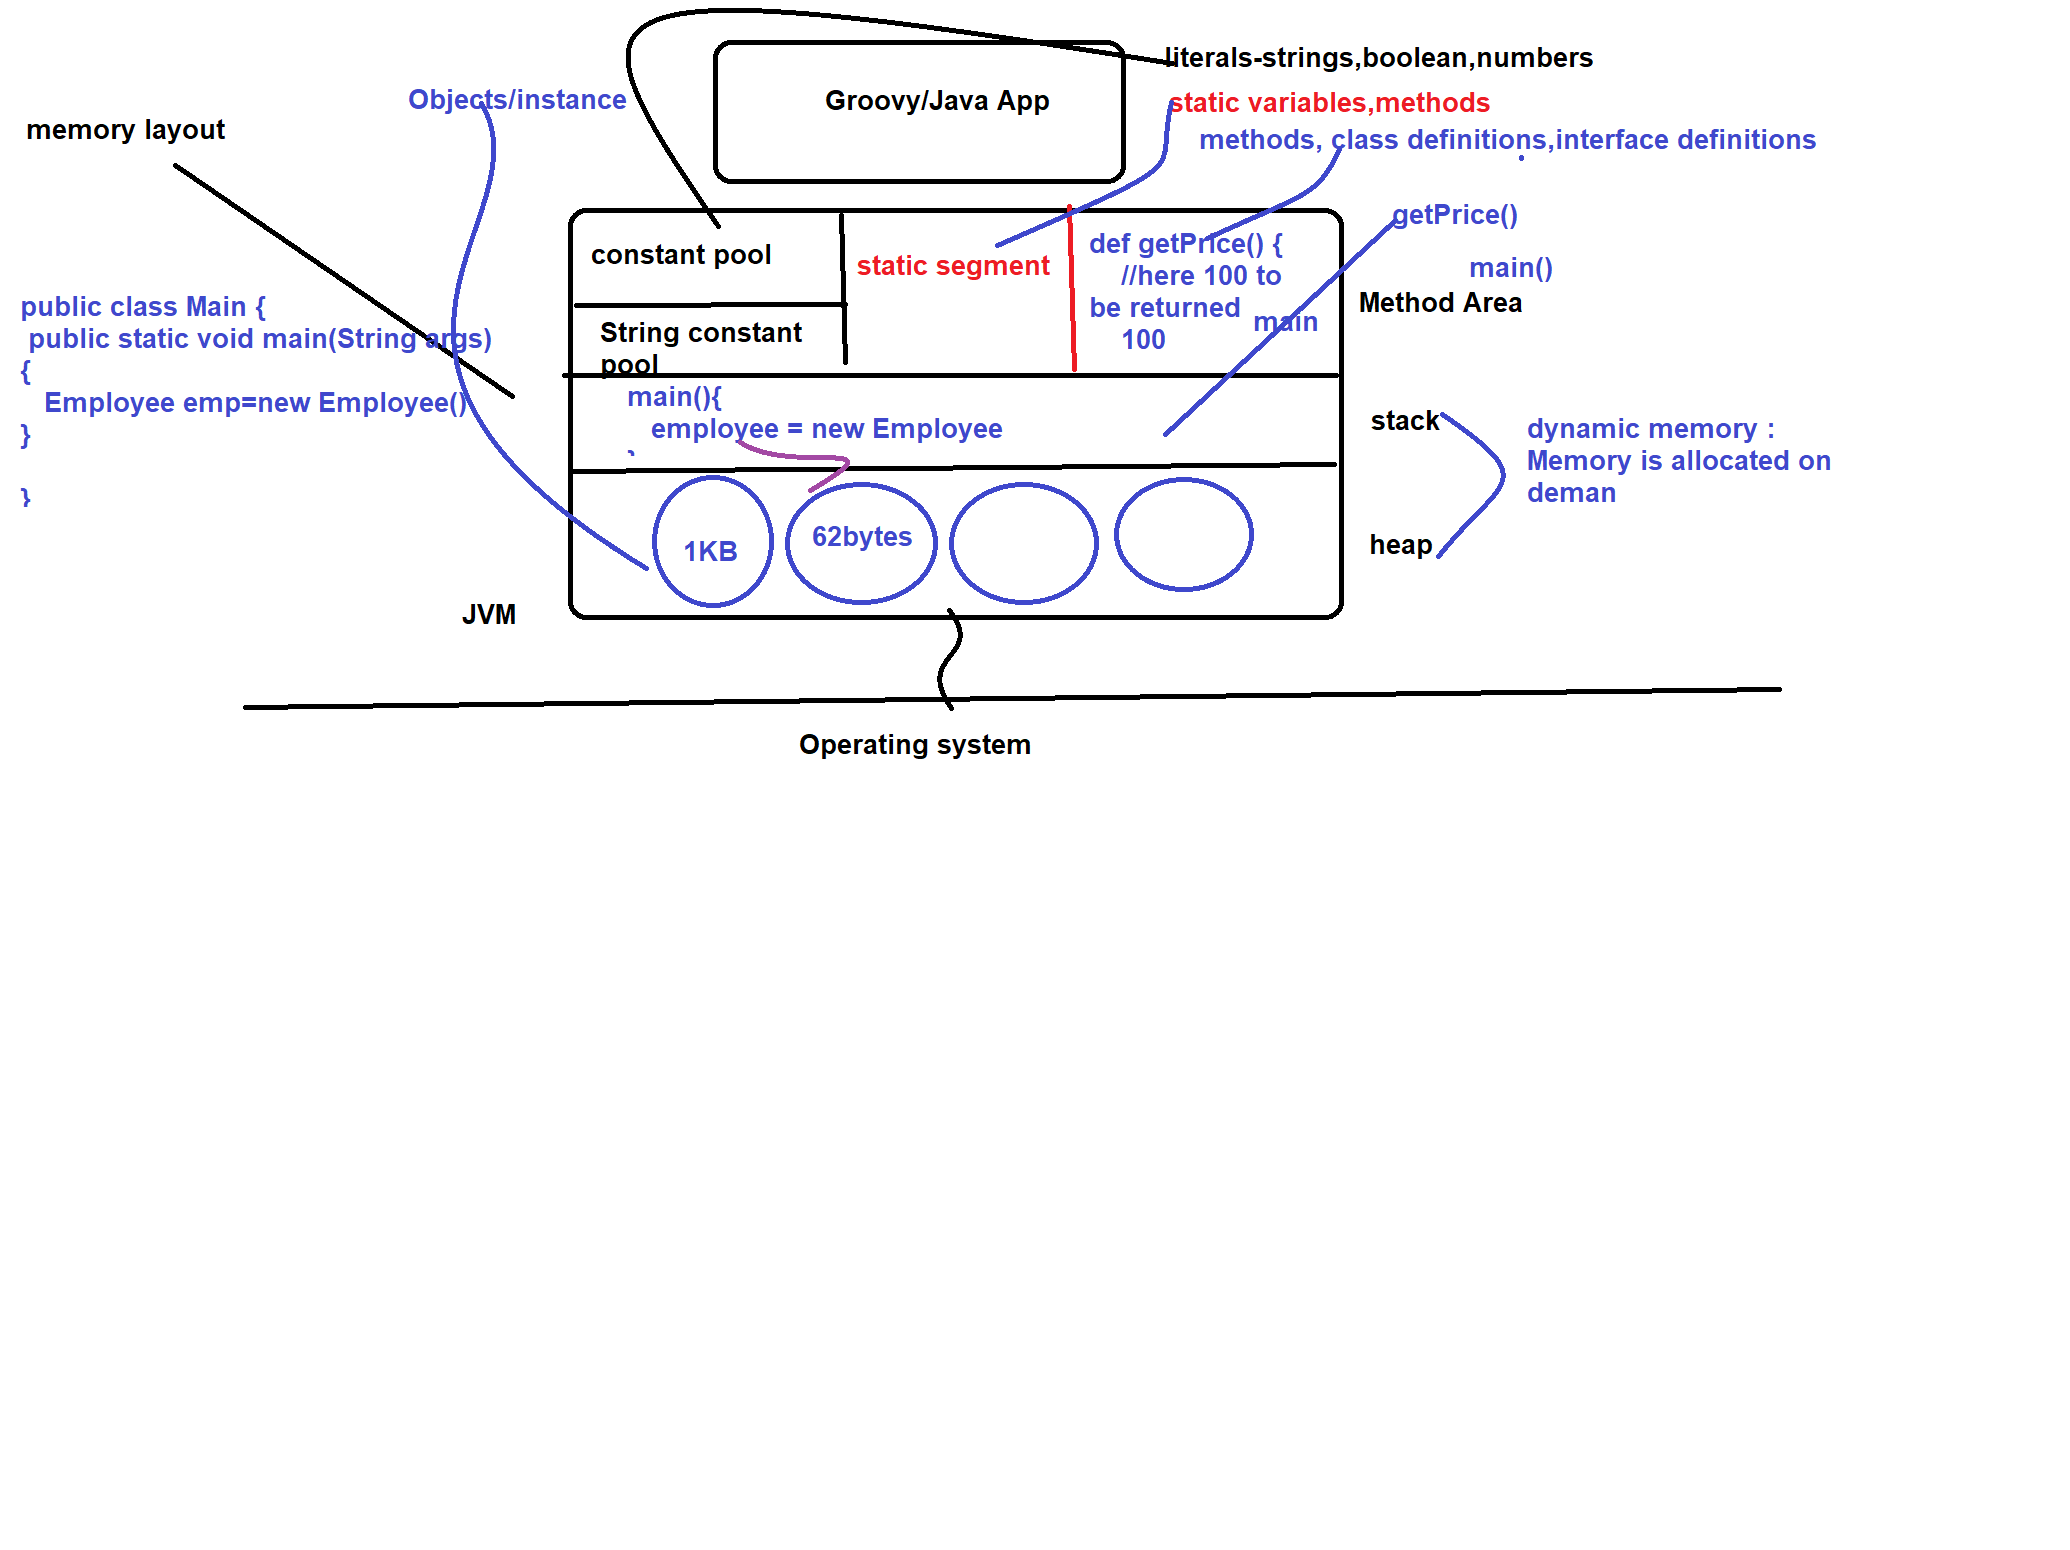 literals-strings,boolean,numbers
Objects/instance
Groovy/Java App
static variables,methods
memory layout
methods, class definitions,interface definitions
getPrice()
constant pool
static segment
def getPrice() {
//here 100 to
be returned
100
main
main()
Method Area
public class Main {
public static void main(String args)
{
Employee emp=new Employee()
}
}
String constant
pool
main(){
employee = new Employee
}
stack
dynamic memory :
Memory is allocated on
deman
1KB
62bytes
heap
JVM
Operating system